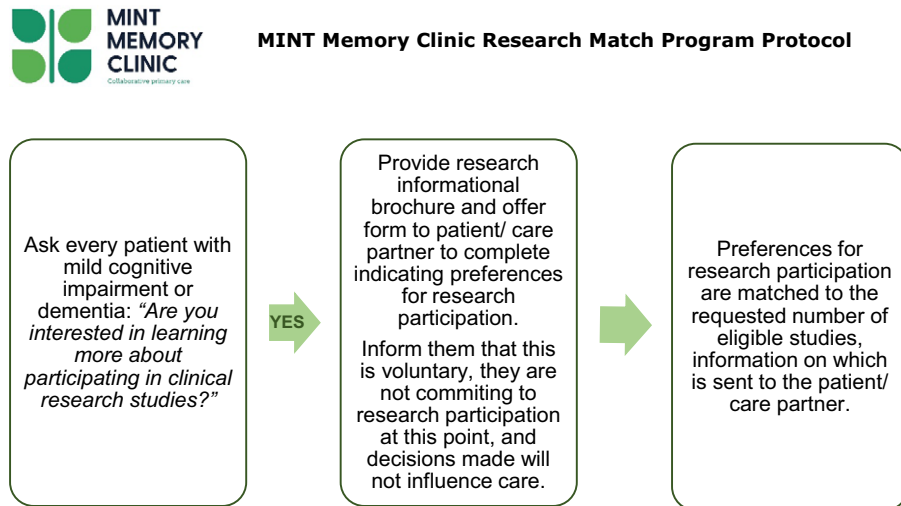 MINT
MEMORY
CLINIC
Collaborative primary care
MINT Memory Clinic Research Match Program Protocol
Ask every patient with
mild cognitive
impairment or
dementia: “Are you
interested in learning
more about
participating in clinical
research studies?”
YES
Provide research
informational
brochure and offer
form to patient/ care
partner to complete
indicating preferences
for research
participation.
Inform them that this
is voluntary, they are
not commiting to
research participation
at this point, and
decisions made will
not influence care.
Preferences for
research participation
are matched to the
requested number of
eligible studies,
information on which
is sent to the patient/
care partner.